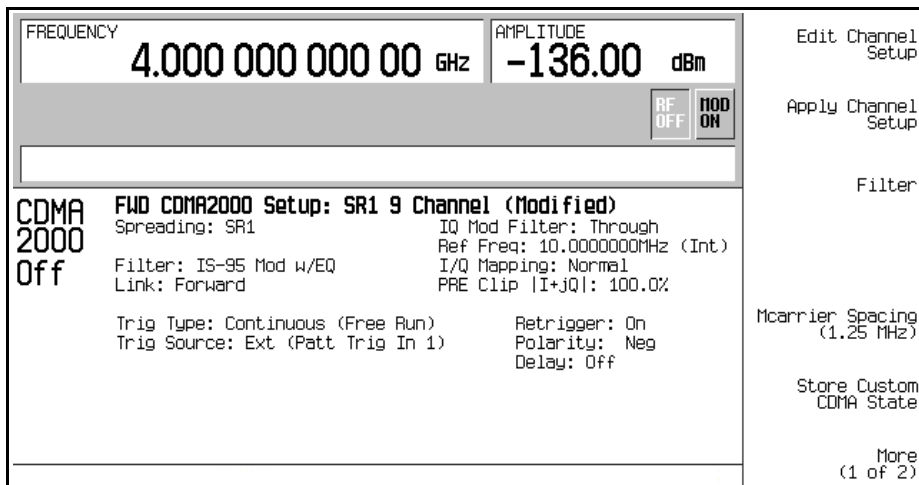 FREQUENCY
4.000 000 000 00 GHz
AMPLITUDE
-136.00 dBm
RF OFF
MOD ON
CDMA 2000 Off
FWD CDMA2000 Setup: SR1 9 Channel (Modified)
Spreading: SR1
IQ Mod Filter: Through
Ref Freq: 10.0000000MHz (Int)
Filter: IS-95 Mod w/EQ
I/Q Mapping: Normal
Link: Forward
PRE Clip |I+jQ|: 100.0%
Trig Type: Continuous (Free Run)
Retrigger: On
Trig Source: Ext (Patt Trig In 1)
Polarity: Neg
Delay: Off
Edit Channel
Setup
Apply Channel
Setup
Filter
Mcarrier Spacing
(1.25 MHz)
Store Custom
CDMA State
More
(1 of 2)